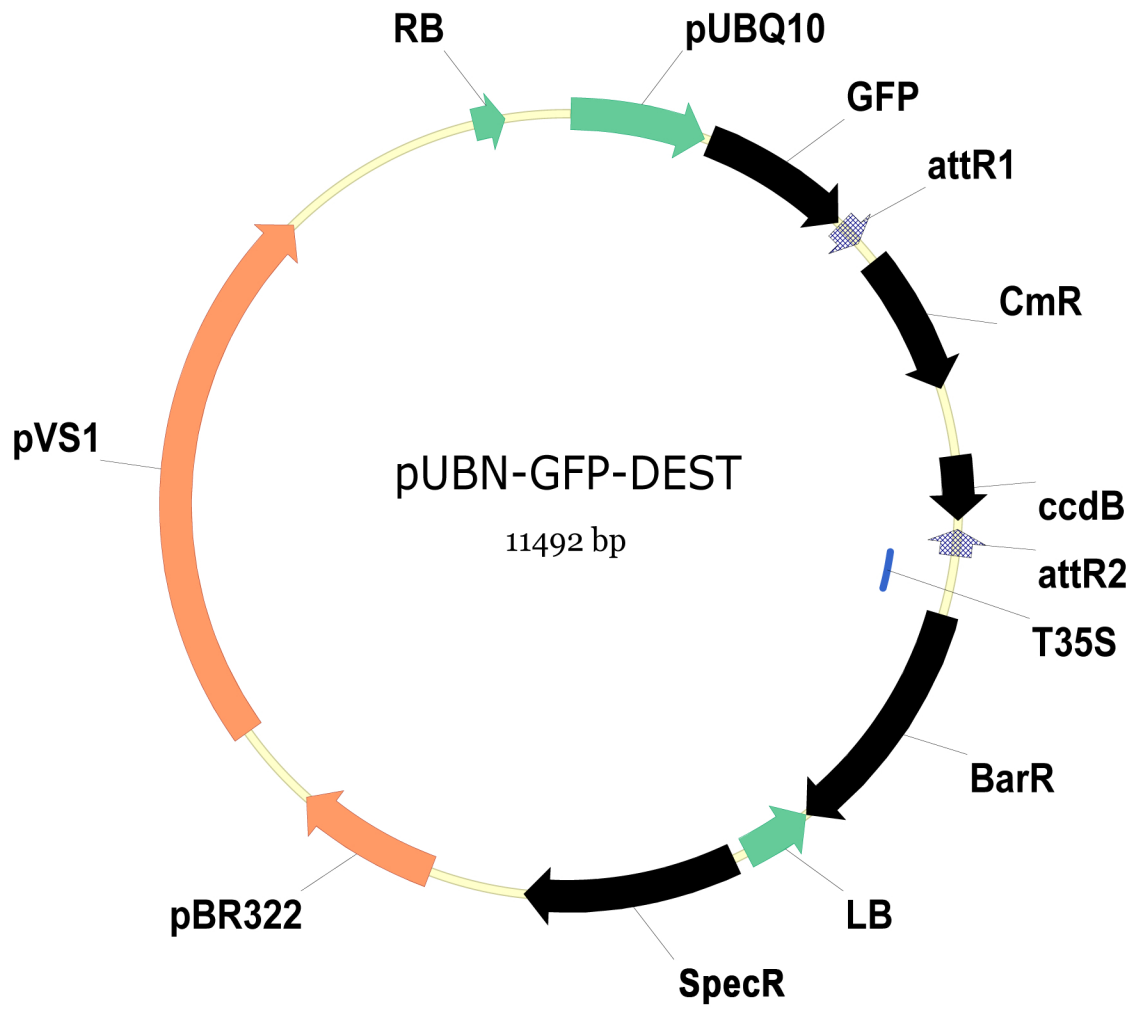 RB
pUBQ10
GFP
attR1
CmR
pVS1
pUBN-GFP-DEST
ccdB
11492 bp
attR2
T35S
BarR
pBR322
LB
SpecR